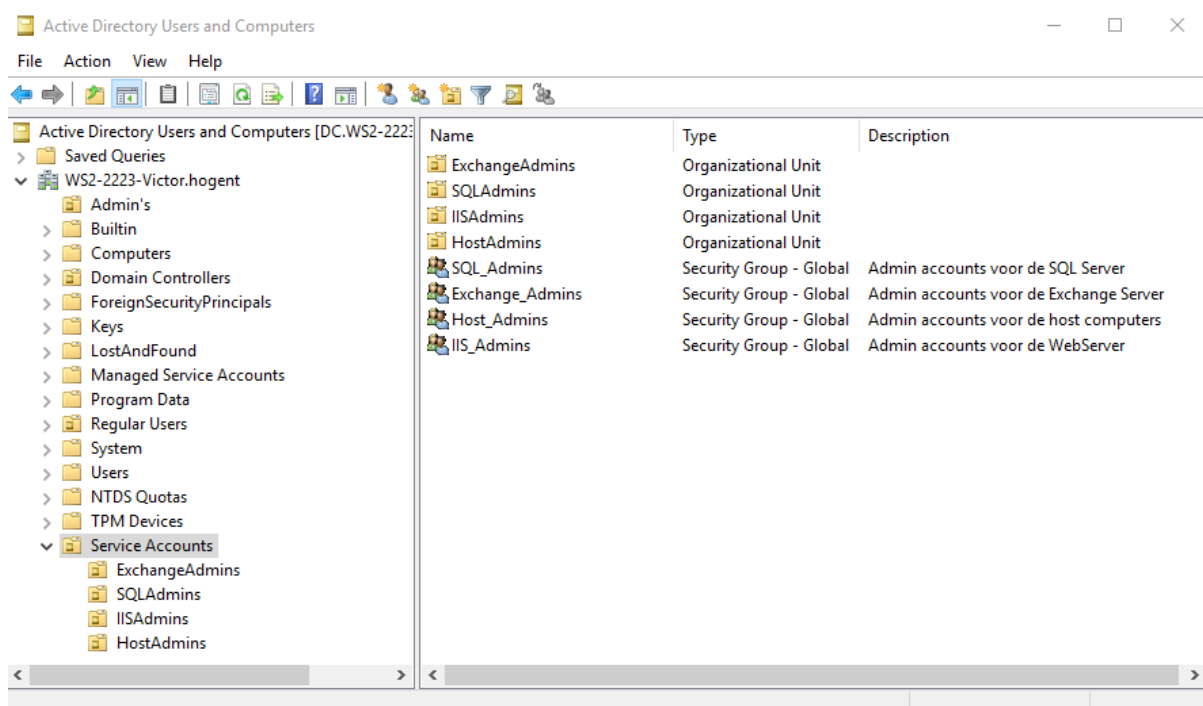 Active Directory Users and Computers
File Action View Help
Active Directory Users and Computers [DC.WS2-2223
Saved Queries
WS2-2223-Victor.hogent
Admin's
Builtin
Computers
Domain Controllers
ForeignSecurityPrincipals
Keys
LostAndFound
Managed Service Accounts
Program Data
Regular Users
System
Users
NTDS Quotas
TPM Devices
Service Accounts
ExchangeAdmins
SQLAdmins
IISAdmins
HostAdmins
Name Type Description
ExchangeAdmins Organizational Unit
SQLAdmins Organizational Unit
IISAdmins Organizational Unit
HostAdmins Organizational Unit
SQL_Admins Security Group - Global Admin accounts voor de SQL Server
Exchange_Admins Security Group - Global Admin accounts voor de Exchange Server
Host_Admins Security Group - Global Admin accounts voor de host computers
IIS_Admins Security Group - Global Admin accounts voor de WebServer